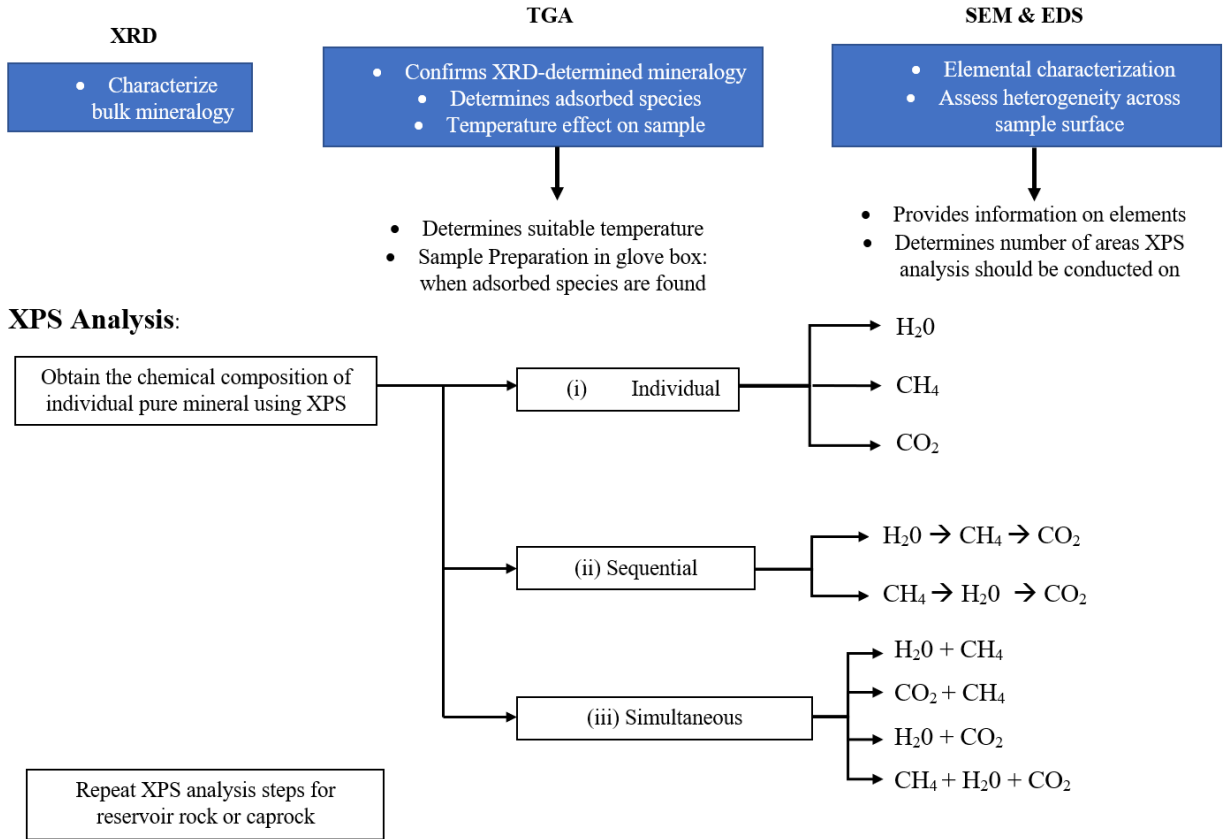 XRD
• Characterize
bulk mineralogy
TGA
• Confirms XRD-determined mineralogy
• Determines adsorbed species
• Temperature effect on sample
• Determines suitable temperature
• Sample Preparation in glove box:
when adsorbed species are found
SEM & EDS
• Elemental characterization
• Assess heterogeneity across
sample surface
• Provides information on elements
• Determines number of areas XPS
analysis should be conducted on
XPS Analysis:
Obtain the chemical composition of
individual pure mineral using XPS
(i) Individual
H₂0
CH₄
CO₂
(ii) Sequential
H₂0 → CH₄ → CO₂
CH₄ → H₂0 → CO₂
(iii) Simultaneous
H₂0 + CH₄
CO₂ + CH₄
H₂0 + CO₂
CH₄ + H₂0 + CO₂
Repeat XPS analysis steps for
reservoir rock or caprock